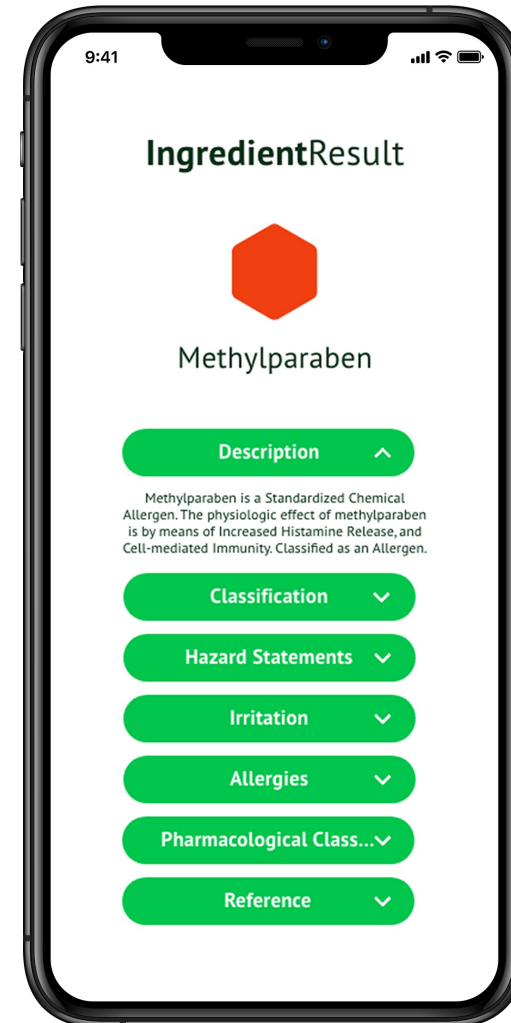 9:41
IngredientResult
Methylparaben
Description
Methylparaben is a Standardized Chemical
Allergen. The physiologic effect of methylparaben
is by means of Increased Histamine Release, and
Cell-mediated Immunity. Classified as an Allergen.
Classification
Hazard Statements
Irritation
Allergies
Pharmacological Class...
Reference